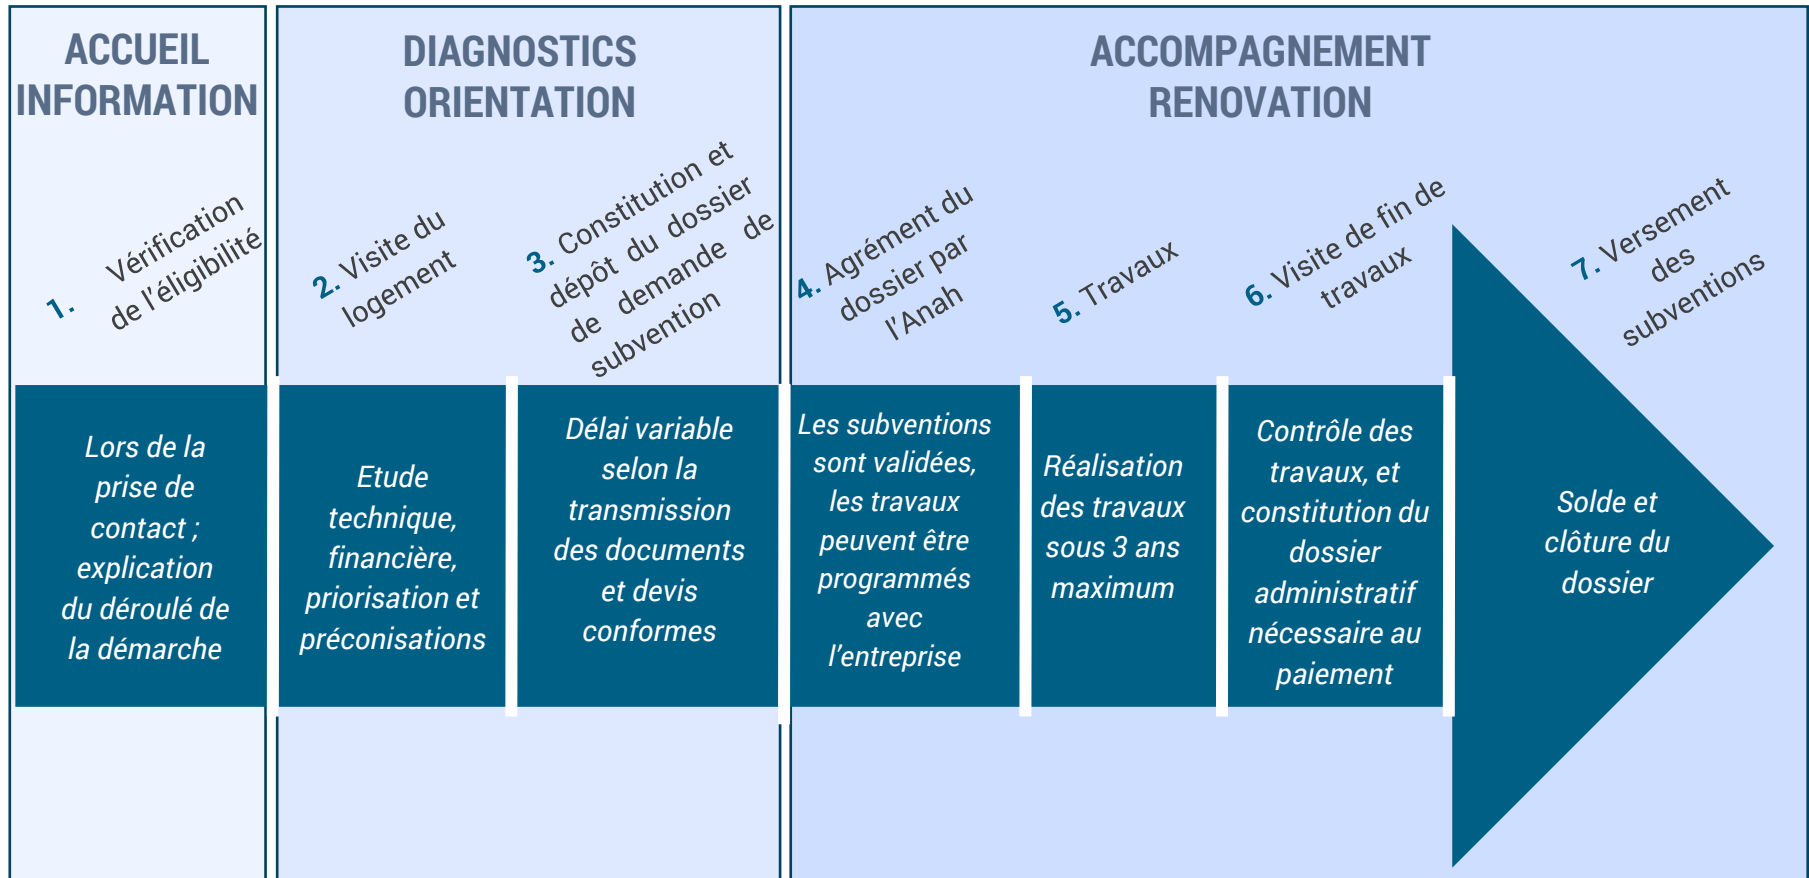 ACCUEIL
INFORMATION
DIAGNOSTICS
ORIENTATION
ACCOMPAGNEMENT
RENOVATION
1. Vérification
de l'éligibilité
2. Visite du
logement
3. Constitution et
dépôt du dossier
de demande de
subvention
4. Agrément du
dossier par
l'Anah
5. Travaux
6. Visite de fin de
travaux
7. Versement
des
subventions
Lors de la
prise de
contact ;
explication
du déroulé de
la démarche
Etude
technique,
financière,
priorisation et
préconisations
Délai variable
selon la
transmission
des documents
et devis
conformes
Les subventions
sont validées,
les travaux
peuvent être
programmés
avec
l'entreprise
Réalisation
des travaux
sous 3 ans
maximum
Contrôle des
travaux, et
constitution du
dossier
administratif
nécessaire au
paiement
Solde et
clôture du
dossier